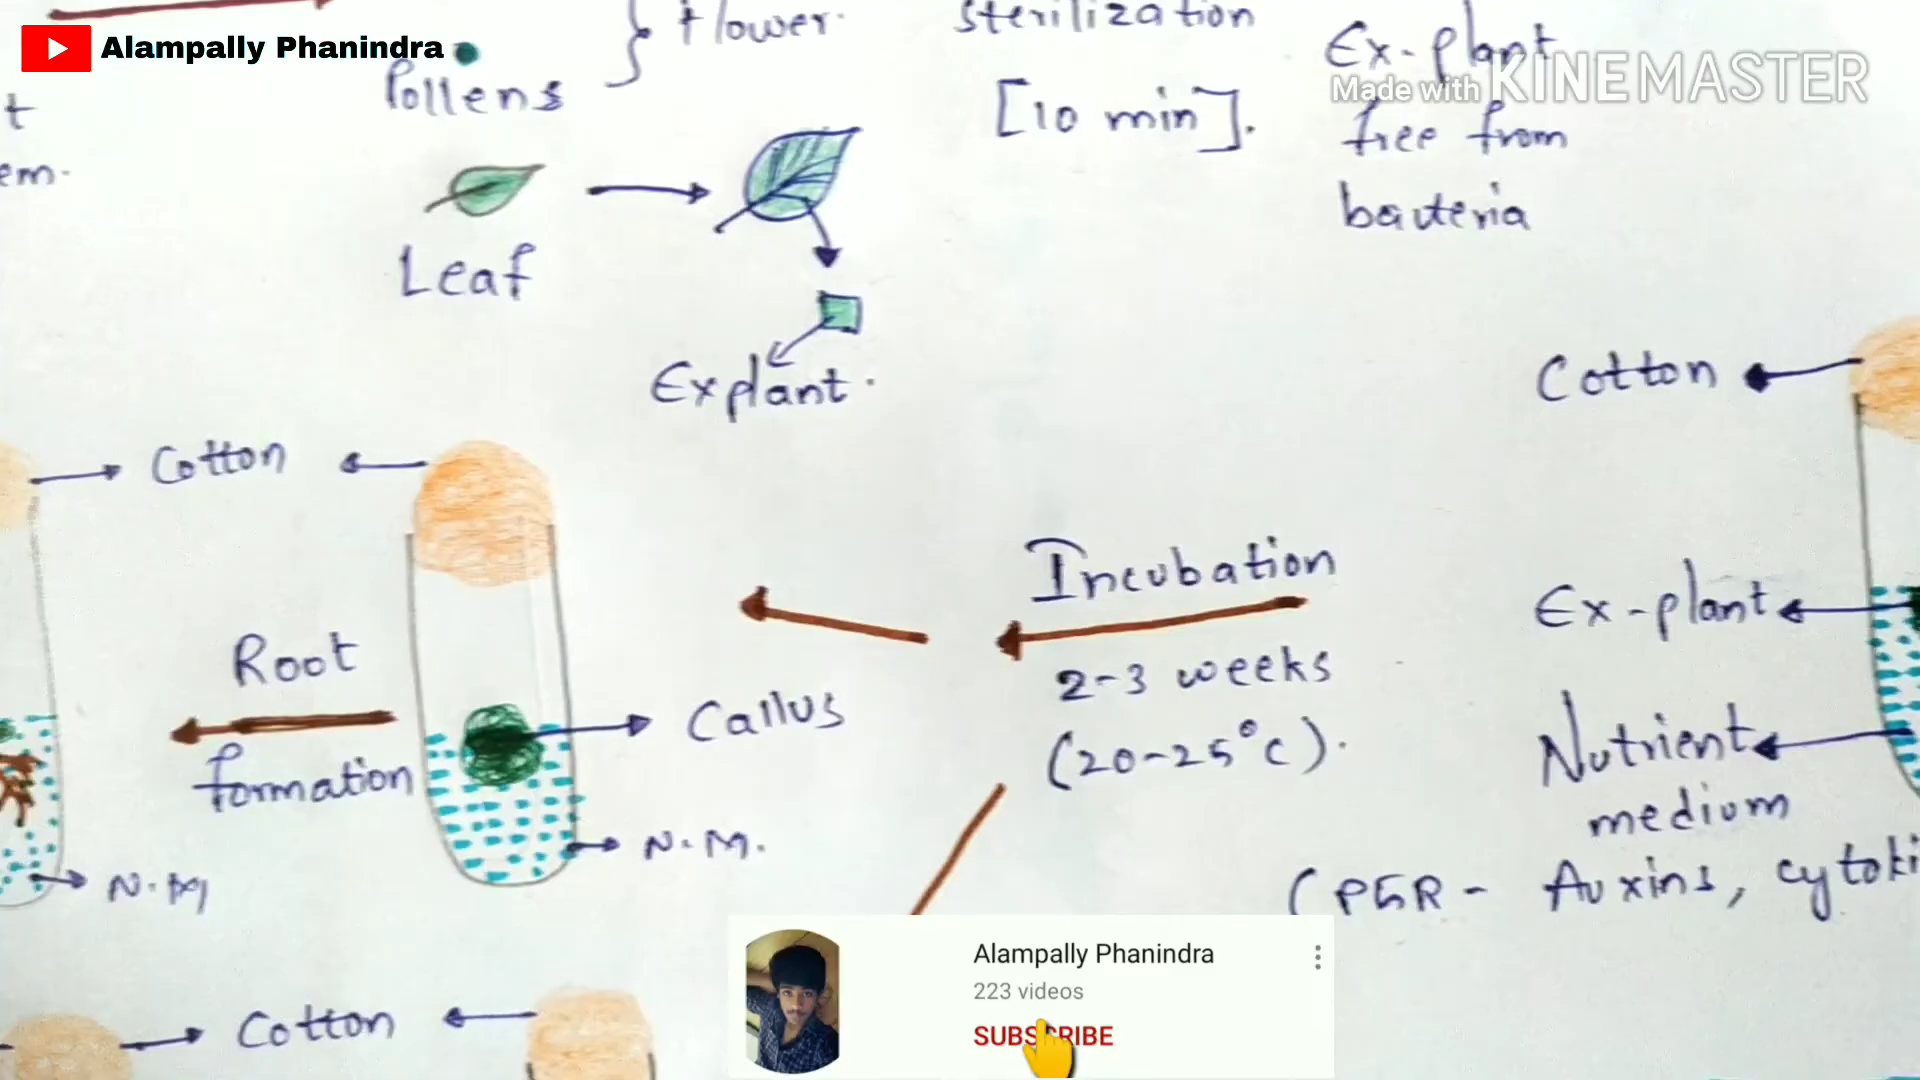 Alampally Phanindra
Flower.
Pollens
sterilization
[10 min].
Ex-plant
free from
bacteria
Made with KINEMASTER
t
em.
Leaf
Explant.
Cotton
Cotton
Incubation
2-3 weeks
(20-25°c).
Ex-plant
Nutrient
medium
(PGR - Auxins, cytoki
Root
formation
Callus
N.M.
N.M
Cotton
Alampally Phanindra
223 videos
SUBSCRIBE